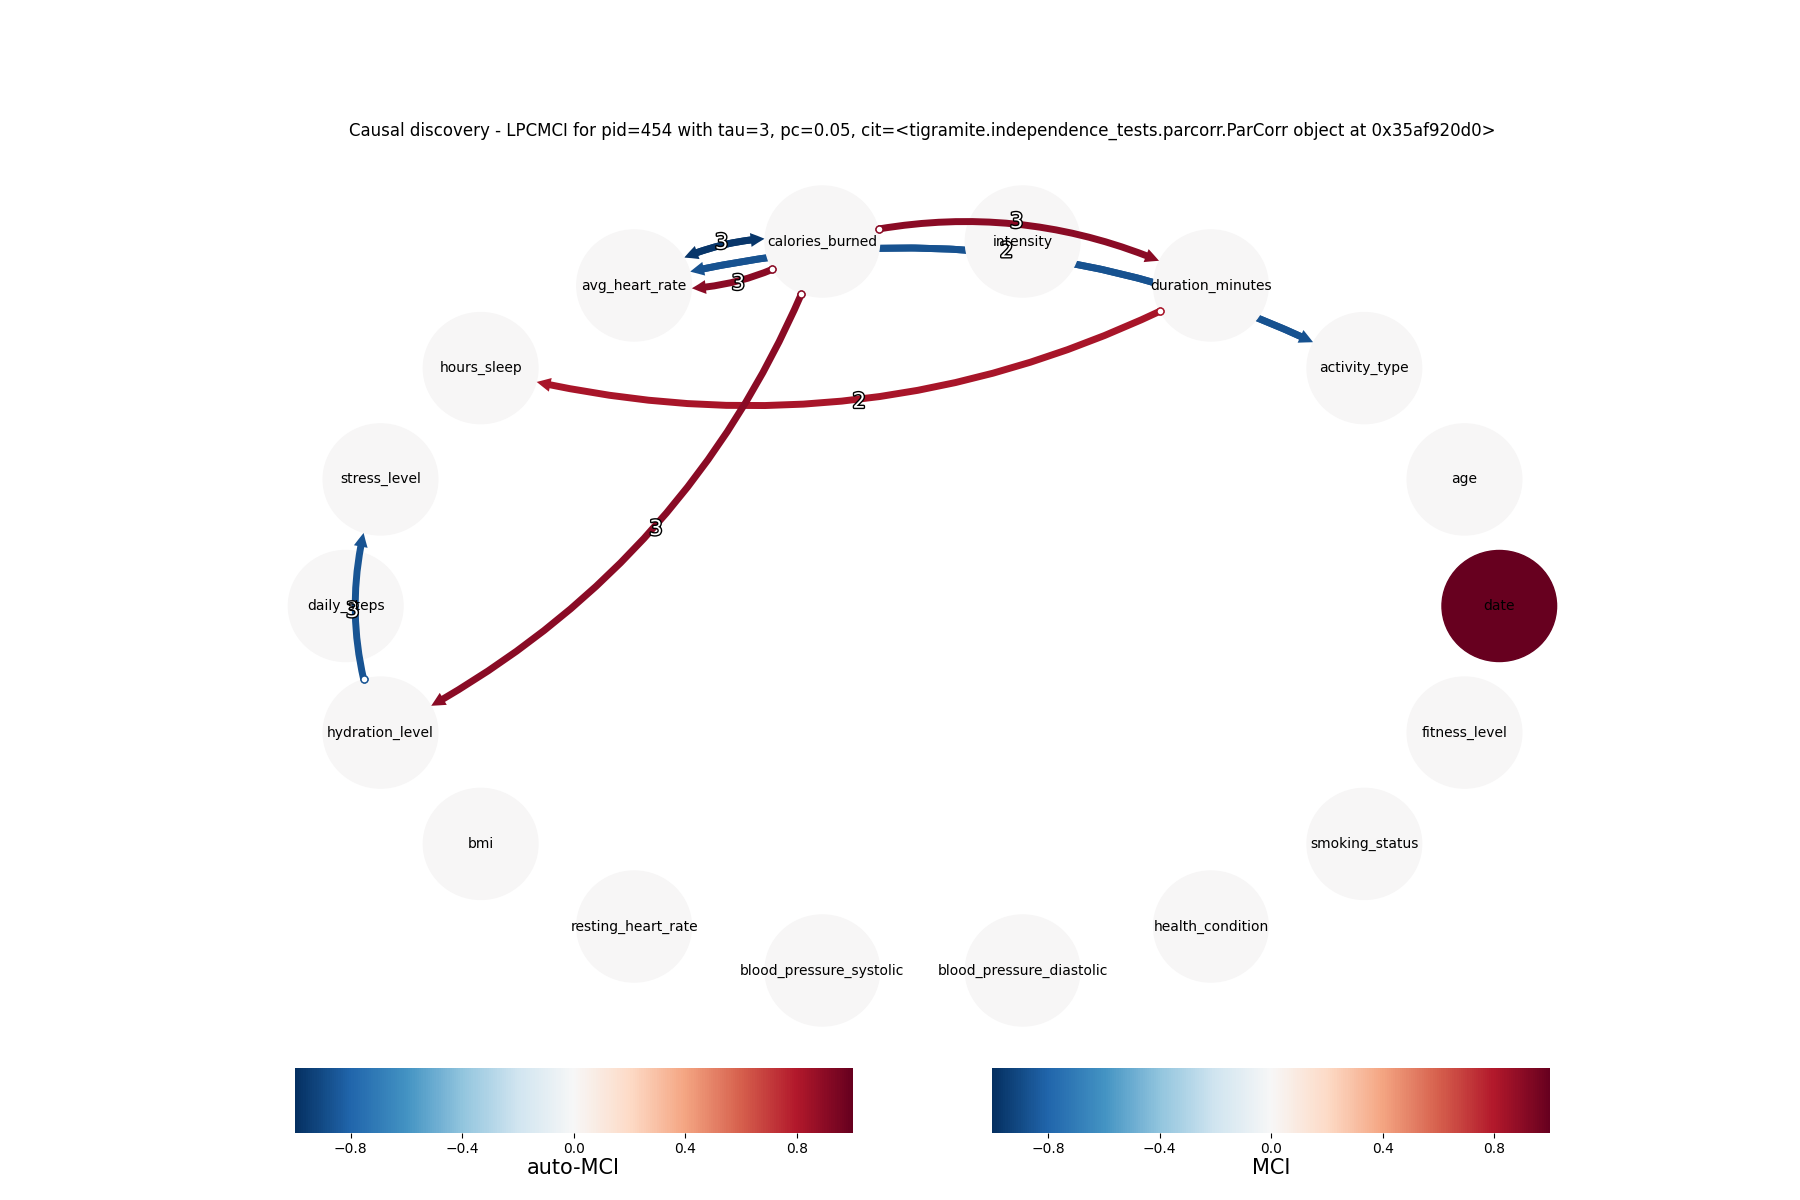 Causal discovery - LPCMCI for pid=454 with tau=3, pc=0.05, cit=<tigramite.independence_tests.parcorr.ParCorr object at 0x35af920d0>
3
3
calories_burned
intensity
2
avg_heart_rate
3
duration_minutes
hours_sleep
activity_type
2
stress_level
age
3
daily_steps
3
date
hydration_level
fitness_level
bmi
smoking_status
resting_heart_rate
health_condition
blood_pressure_systolic
blood_pressure_diastolic
−0.8 −0.4 0.0 0.4 0.8
auto-MCI
−0.8 −0.4 0.0 0.4 0.8
MCI